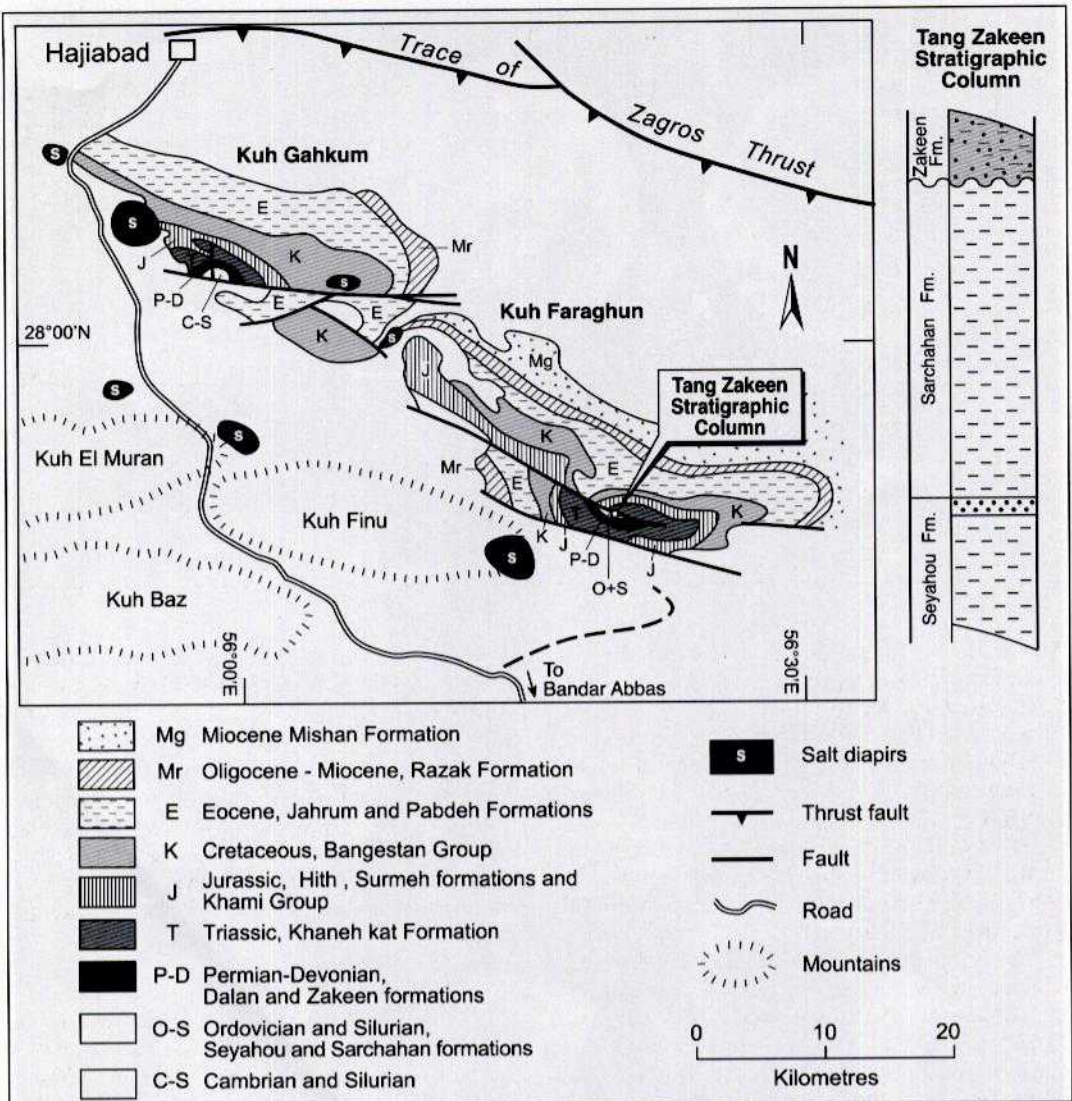 Hajiabad
Trace of
Zagros Thrust
Kuh Gahkum
E
Mr
S
S
K
S
J
P-D
C-S
E
E
K
S
28°00'N
N
Kuh Faraghun
Mg
J
Tang Zakeen
Stratigraphic
Column
S
S
K
Kuh El Muran
Mr
E
E
Kuh Finu
T
K
K
J
P-D
J
O+S
S
Kuh Baz
56°00'E
56°30'E
To
Bandar Abbas
Tang Zakeen
Stratigraphic
Column
Zakeen
Fm.
Sarchahan Fm.
Seyahou Fm.
Mg Miocene Mishan Formation
Mr Oligocene - Miocene, Razak Formation
E Eocene, Jahrum and Pabdeh Formations
K Cretaceous, Bangestan Group
J Jurassic, Hith , Surmeh formations and
Khami Group
T Triassic, Khaneh kat Formation
P-D Permian-Devonian,
Dalan and Zakeen formations
O-S Ordovician and Silurian,
Seyahou and Sarchahan formations
C-S Cambrian and Silurian
S Salt diapirs
Thrust fault
Fault
Road
Mountains
0 10 20
Kilometres